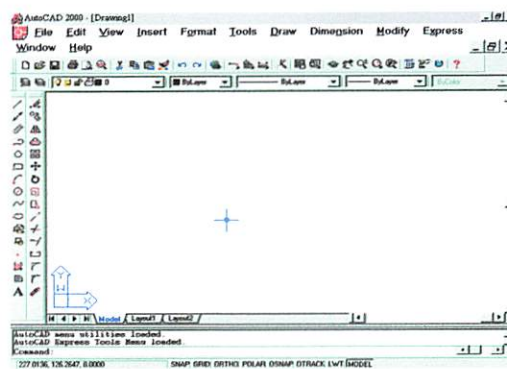 AutoCAD 2000 - [Drawing1]
File Edit View Insert Format Tools Draw Dimension Modify Express
Window Help
0 ByLayer ByLayer ByLayer ByColor
Model Layout1 Layout2
AutoCAD menu utilities loaded.
AutoCAD Express Tools Menu loaded.
Command:
227.0136, 126.2647, 0.0000 SNAP GRID ORTHO POLAR OSNAP OTRACK LWT MODEL